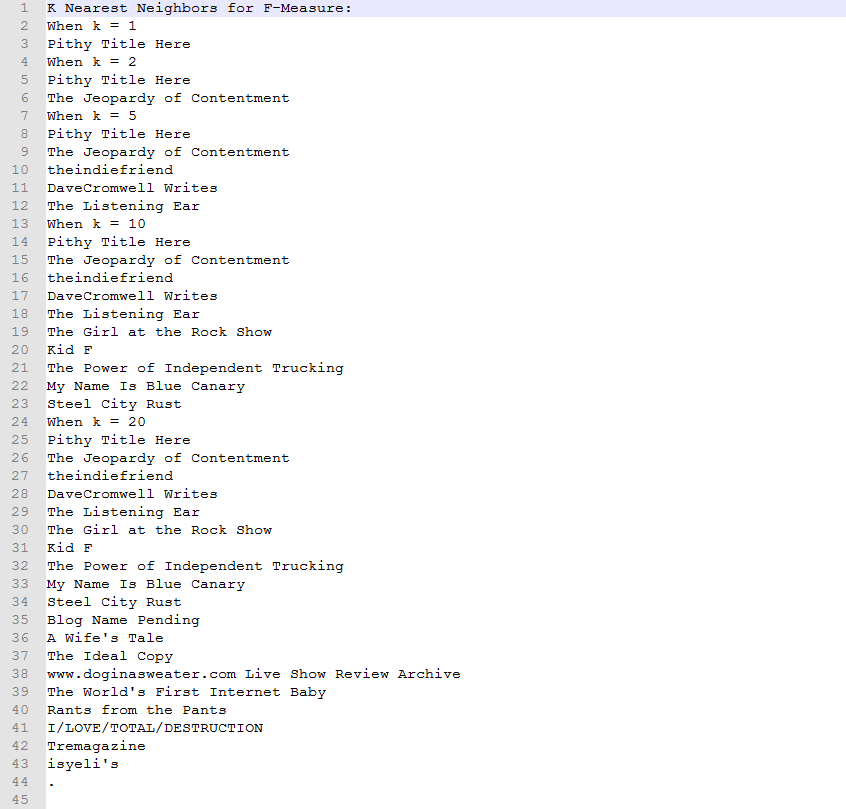 1 K Nearest Neighbors for F-Measure:
2 When k = 1
3 Pithy Title Here
4 When k = 2
5 Pithy Title Here
6 The Jeopardy of Contentment
7 When k = 5
8 Pithy Title Here
9 The Jeopardy of Contentment
10 theindiefriend
11 DaveCromwell Writes
12 The Listening Ear
13 When k = 10
14 Pithy Title Here
15 The Jeopardy of Contentment
16 theindiefriend
17 DaveCromwell Writes
18 The Listening Ear
19 The Girl at the Rock Show
20 Kid F
21 The Power of Independent Trucking
22 My Name Is Blue Canary
23 Steel City Rust
24 When k = 20
25 Pithy Title Here
26 The Jeopardy of Contentment
27 theindiefriend
28 DaveCromwell Writes
29 The Listening Ear
30 The Girl at the Rock Show
31 Kid F
32 The Power of Independent Trucking
33 My Name Is Blue Canary
34 Steel City Rust
35 Blog Name Pending
36 A Wife's Tale
37 The Ideal Copy
38 www.doginasweater.com Live Show Review Archive
39 The World's First Internet Baby
40 Rants from the Pants
41 I/LOVE/TOTAL/DESTRUCTION
42 Tremagazine
43 isyeli's
44 .
45